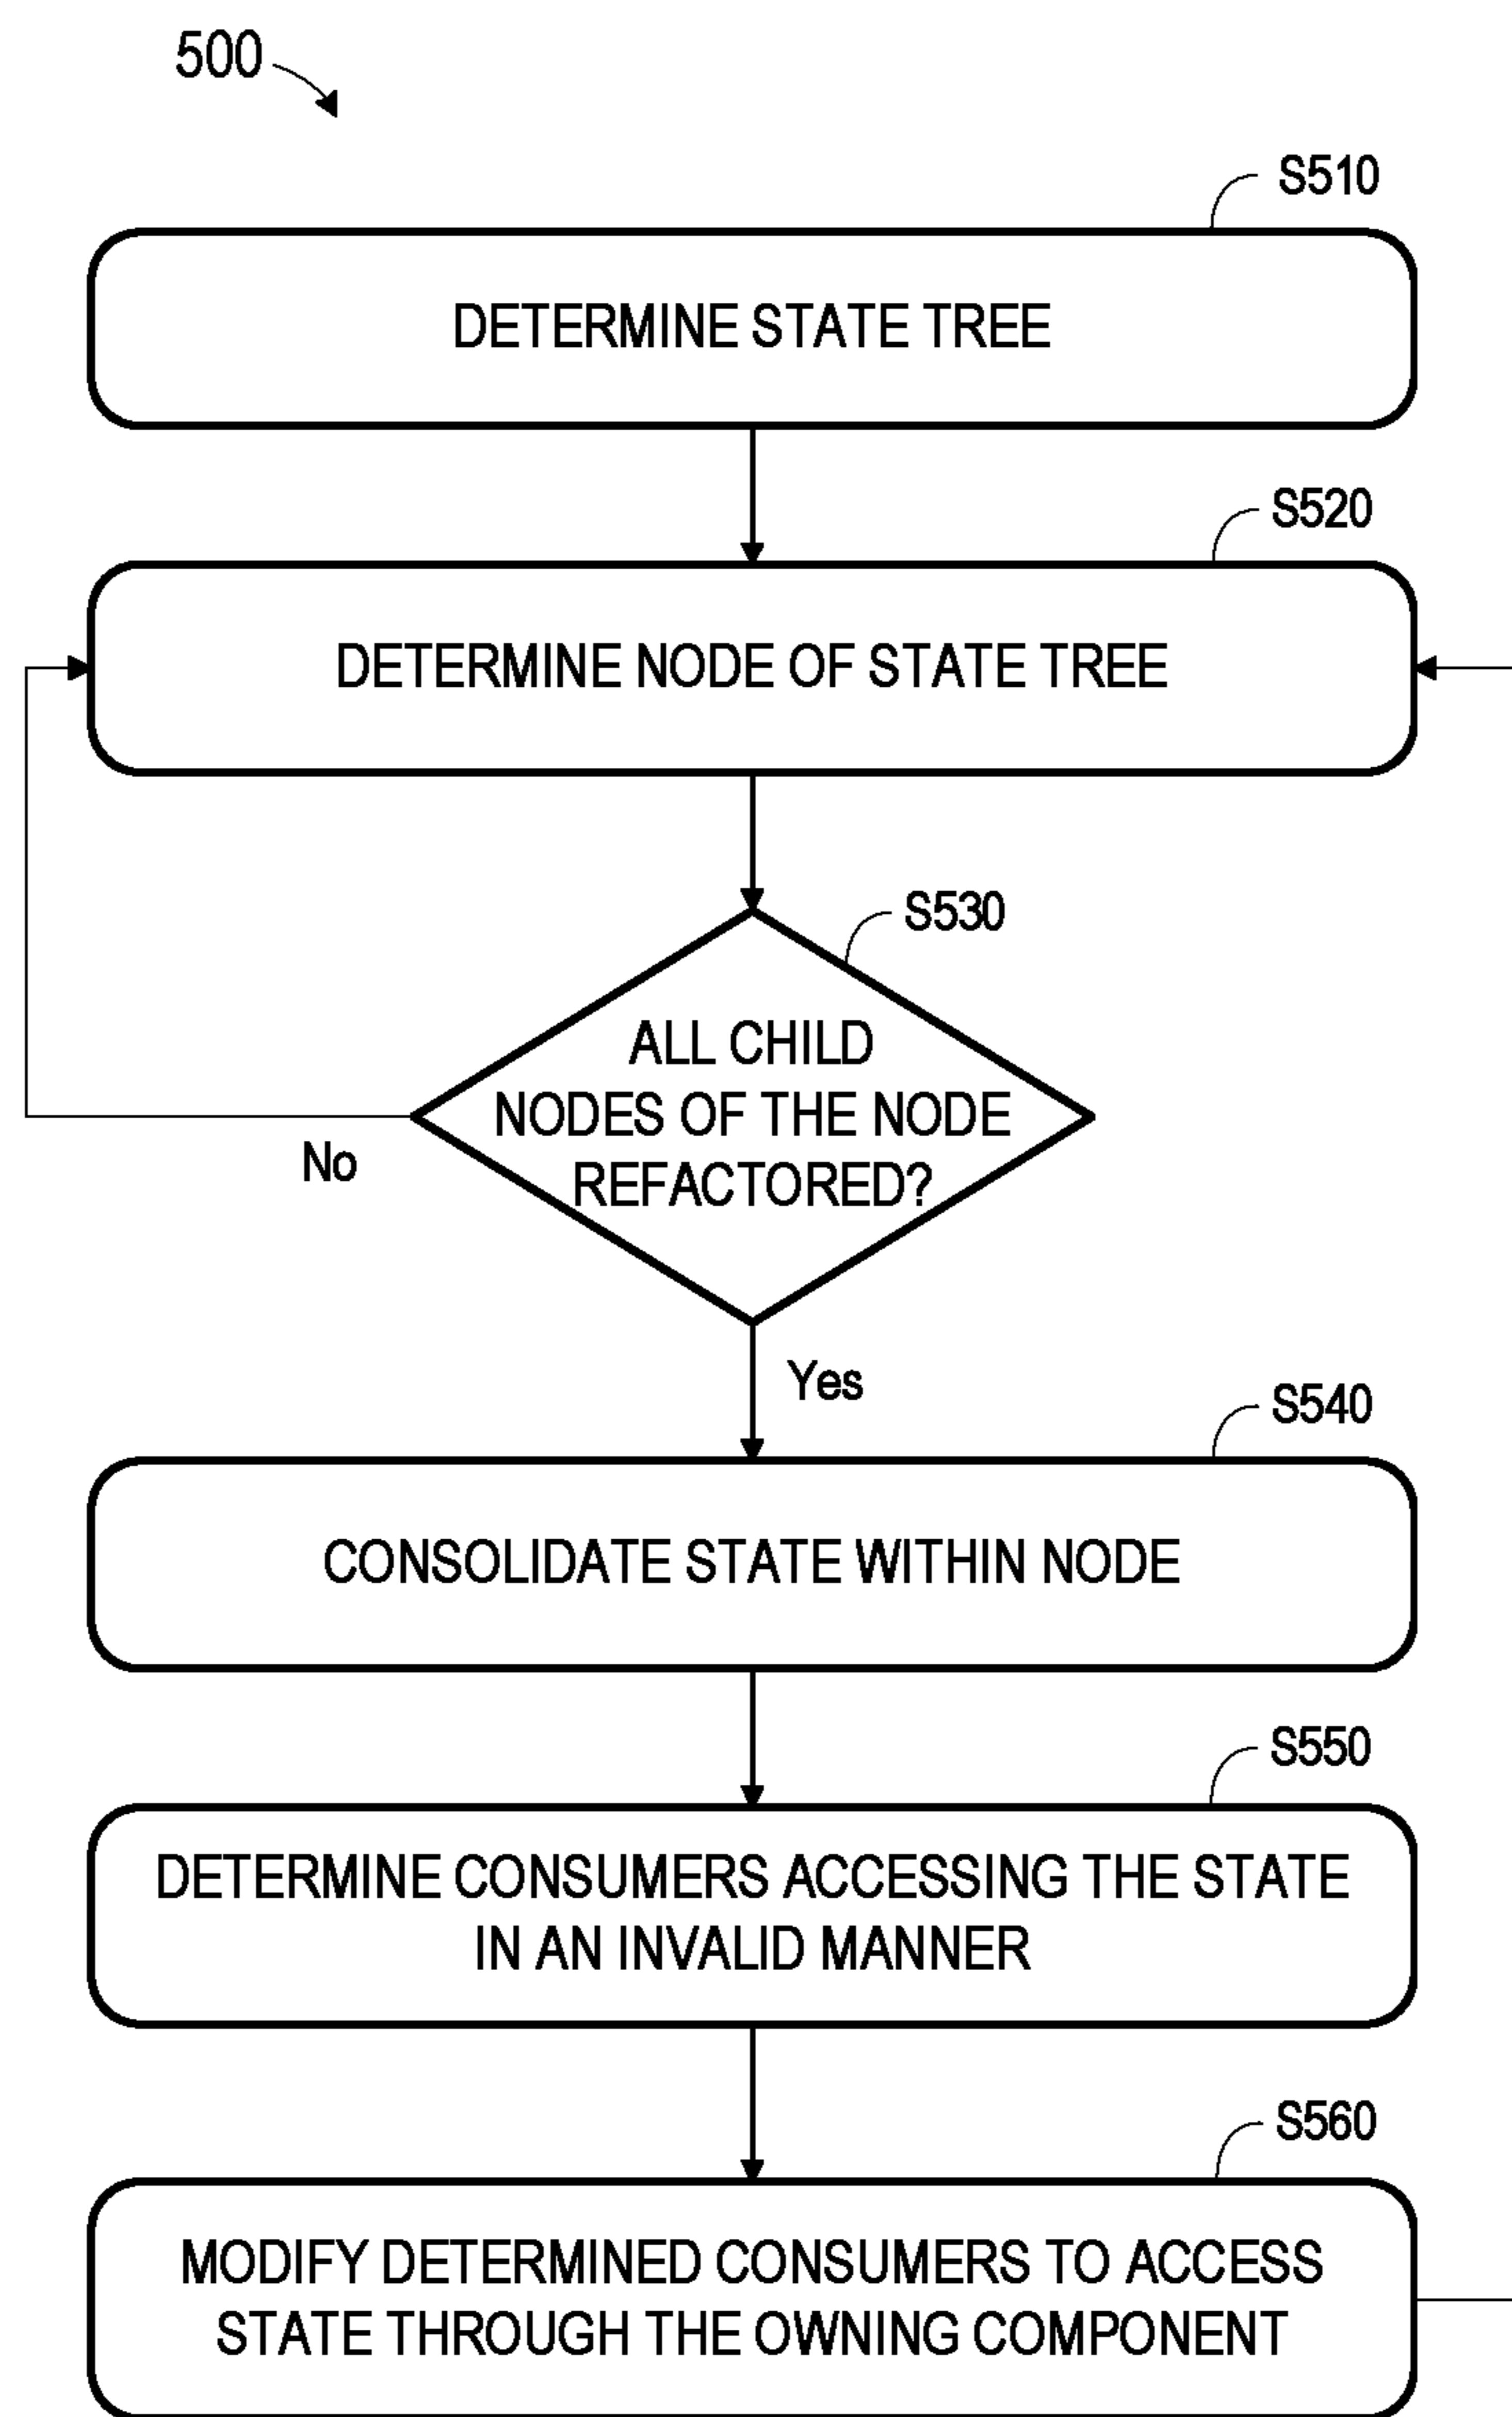 500
S510
DETERMINE STATE TREE
S520
DETERMINE NODE OF STATE TREE
S530
ALL CHILD
NODES OF THE NODE
REFACTORED?
No
Yes
S540
CONSOLIDATE STATE WITHIN NODE
S550
DETERMINE CONSUMERS ACCESSING THE STATE
IN AN INVALID MANNER
S560
MODIFY DETERMINED CONSUMERS TO ACCESS
STATE THROUGH THE OWNING COMPONENT